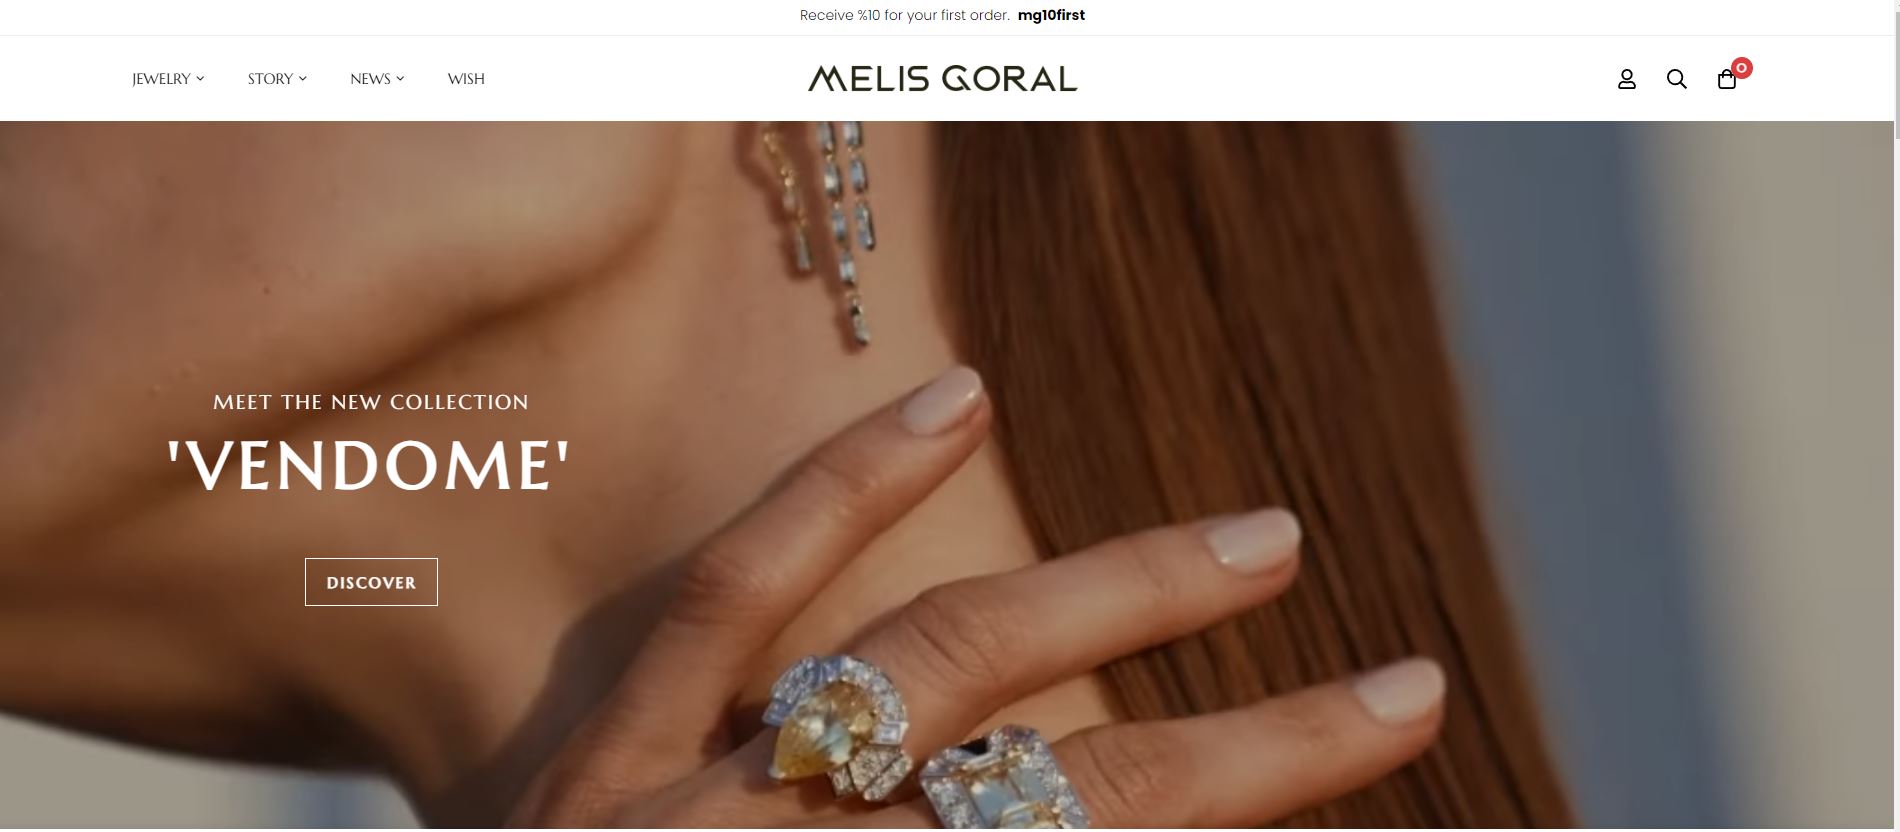 Receive %10 for your first order. mg10first
JEWELRY STORY NEWS WISH
MELIS GORAL
0
MEET THE NEW COLLECTION
'VENDOME'
DISCOVER